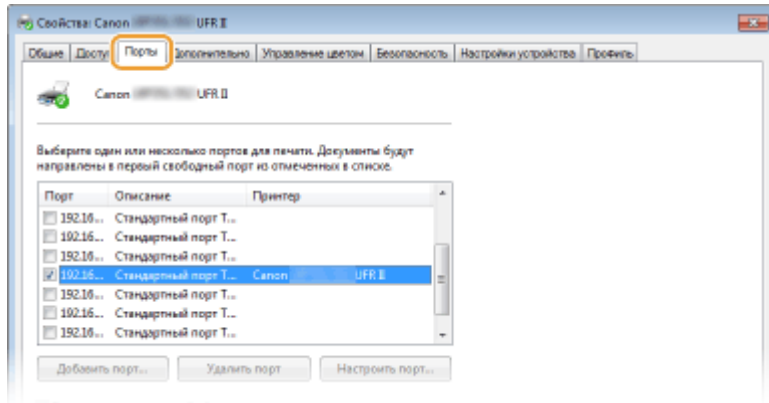 Свойства: Canon UFR II
Общие Доступ Порты Дополнительно Управление цветом Безопасность Настройки устройства Профиль
Canon UFR II
Выберите один или несколько портов для печати. Документы будут
направлены в первый свободный порт из отмеченных в списке.
Порт Описание Принтер
192.16... Стандартный порт T...
192.16... Стандартный порт T...
192.16... Стандартный порт T...
192.16... Стандартный порт T... Canon UFR II
192.16... Стандартный порт T...
192.16... Стандартный порт T...
192.16... Стандартный порт T...
Добавить порт... Удалить порт Настроить порт...